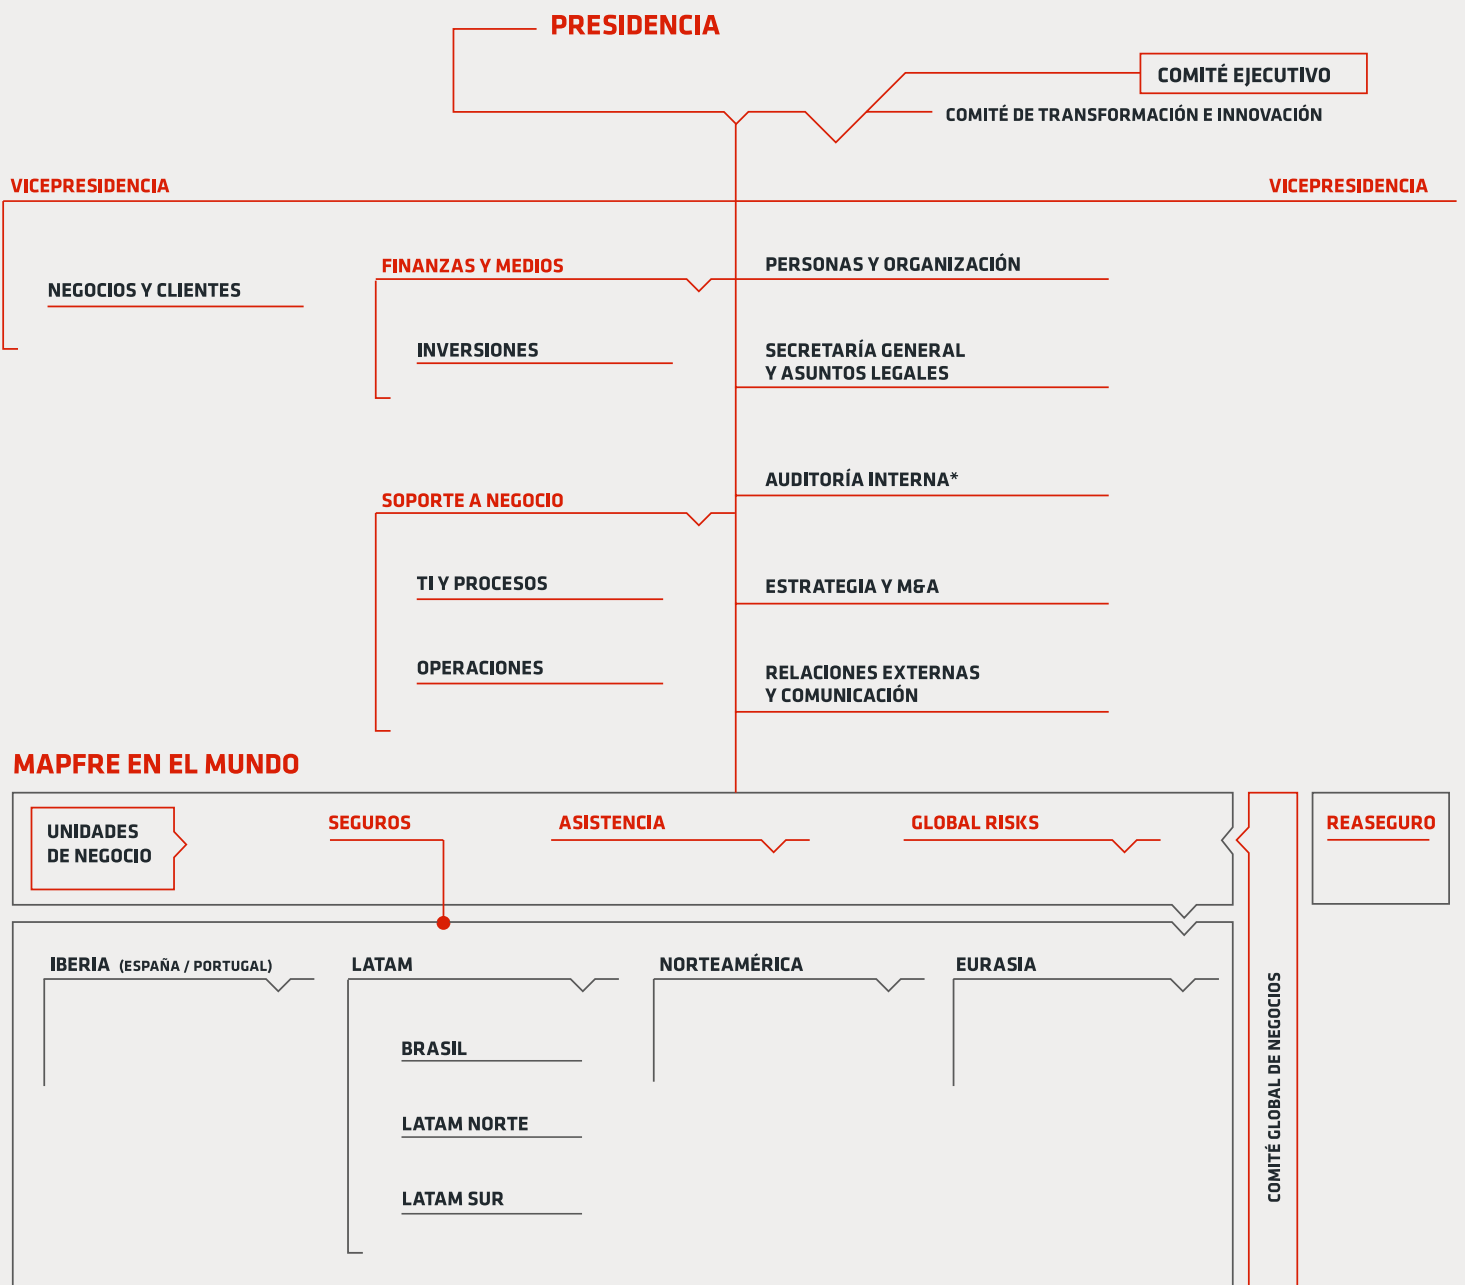 PRESIDENCIA
COMITÉ EJECUTIVO
COMITÉ DE TRANSFORMACIÓN E INNOVACIÓN
VICEPRESIDENCIA
VICEPRESIDENCIA
NEGOCIOS Y CLIENTES
FINANZAS Y MEDIOS
INVERSIONES
SOPORTE A NEGOCIO
TI Y PROCESOS
OPERACIONES
PERSONAS Y ORGANIZACIÓN
SECRETARÍA GENERAL
Y ASUNTOS LEGALES
AUDITORÍA INTERNA*
ESTRATEGIA Y M&A
RELACIONES EXTERNAS
Y COMUNICACIÓN
MAPFRE EN EL MUNDO
UNIDADES
DE NEGOCIO
SEGUROS
ASISTENCIA
GLOBAL RISKS
REASEGURO
IBERIA (ESPAÑA / PORTUGAL)
LATAM
BRASIL
LATAM NORTE
LATAM SUR
NORTEAMÉRICA
EURASIA
COMITÉ GLOBAL DE NEGOCIOS